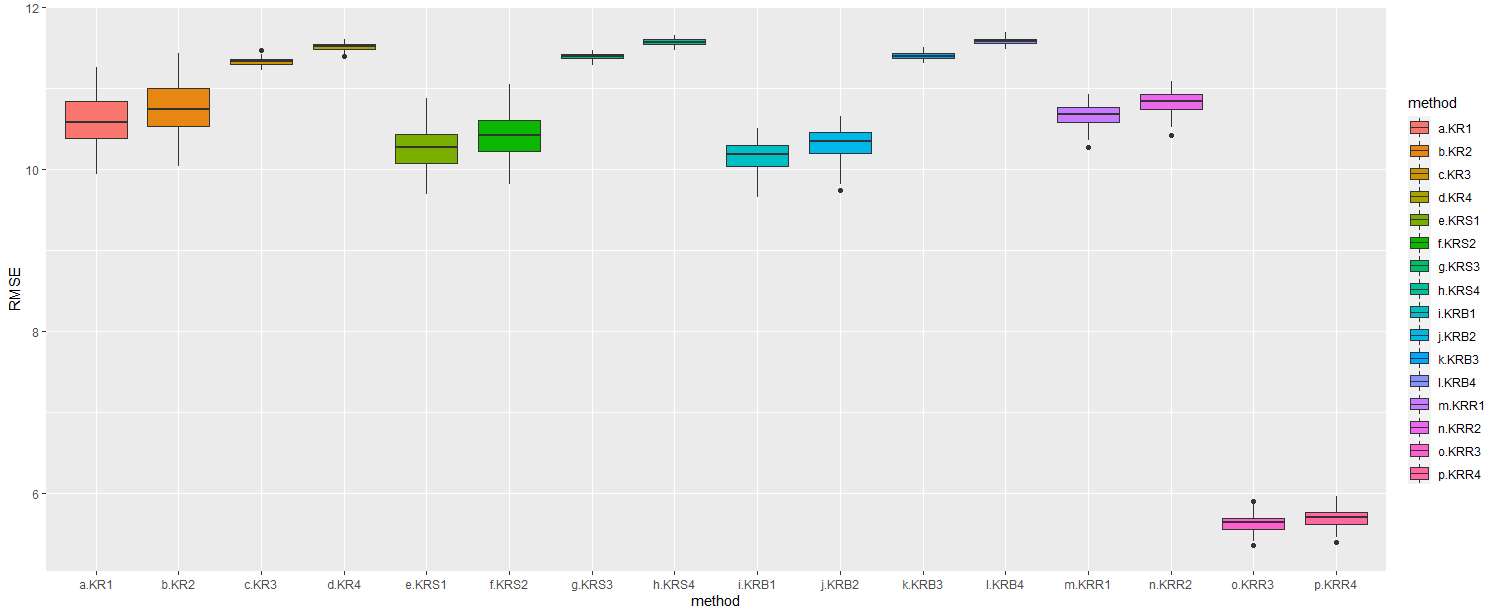 12
10
8
6
RMSE
a.KR1 b.KR2 c.KR3 d.KR4 e.KRS1 f.KRS2 g.KRS3 h.KRS4 i.KRB1 j.KRB2 k.KRB3 l.KRB4 m.KRR1 n.KRR2 o.KRR3 p.KRR4
method
method
a.KR1
b.KR2
c.KR3
d.KR4
e.KRS1
f.KRS2
g.KRS3
h.KRS4
i.KRB1
j.KRB2
k.KRB3
l.KRB4
m.KRR1
n.KRR2
o.KRR3
p.KRR4